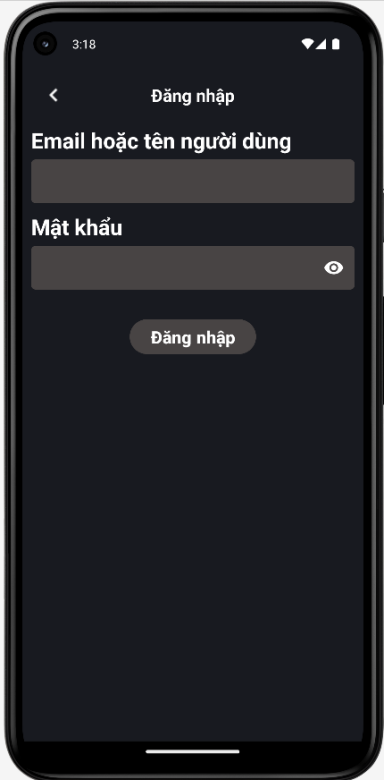 3:18
Đăng nhập
Email hoặc tên người dùng
Mật khẩu
Đăng nhập